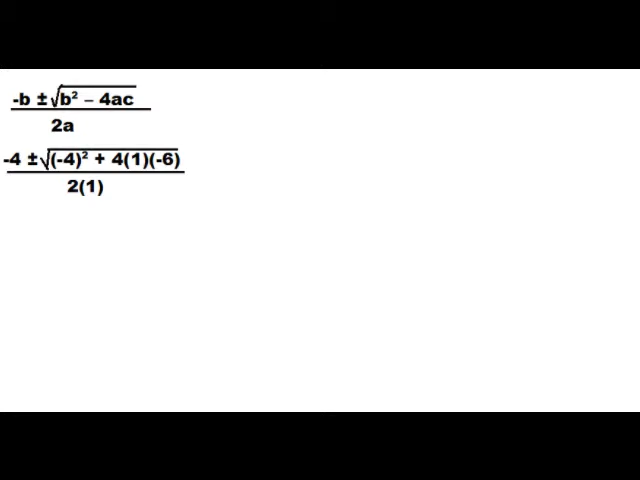 -b ±√b² – 4ac
2a
-4 ±√(-4)² + 4(1)(-6)
2(1)